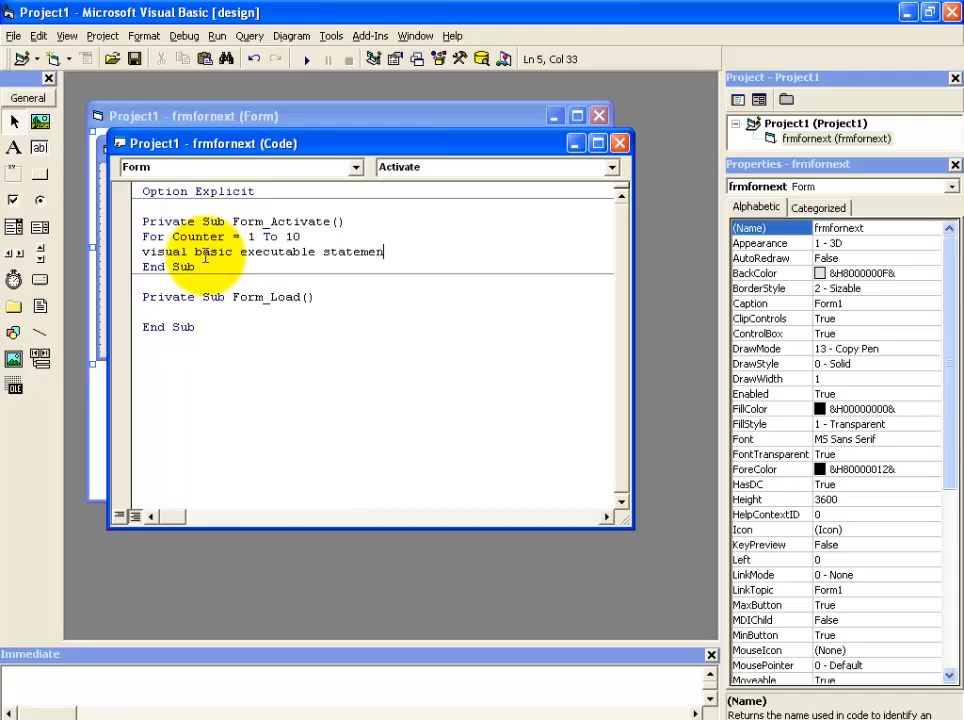 Project1 - Microsoft Visual Basic [design]
File Edit View Project Format Debug Run Query Diagram Tools Add-Ins Window Help
Ln 5, Col 33
General
Project1 - frmfornext (Form)
Project1 - frmfornext (Code)
Form
Activate
Option Explicit
Private Sub Form_Activate()
For Counter = 1 To 10
visual basic executable statemen
End Sub
Private Sub Form_Load()
End Sub
Immediate
Project - Project1
Project1 (Project1)
frmfornext (frmfornext)
Properties - frmfornext
frmfornext Form
Alphabetic Categorized
(Name) frmfornext
Appearance 1 - 3D
AutoRedraw False
BackColor &H8000000F&
BorderStyle 2 - Sizable
Caption Form1
ClipControls True
ControlBox True
DrawMode 13 - Copy Pen
DrawStyle 0 - Solid
DrawWidth 1
Enabled True
FillColor &H00000000&
FillStyle 1 - Transparent
Font MS Sans Serif
FontTransparent True
ForeColor &H80000012&
HasDC True
Height 3600
HelpContextID 0
Icon (Icon)
KeyPreview False
Left 0
LinkMode 0 - None
LinkTopic Form1
MaxButton True
MDIChild False
MinButton True
MouseIcon (None)
MousePointer 0 - Default
Moveable True
(Name)
Returns the name used in code to identify an